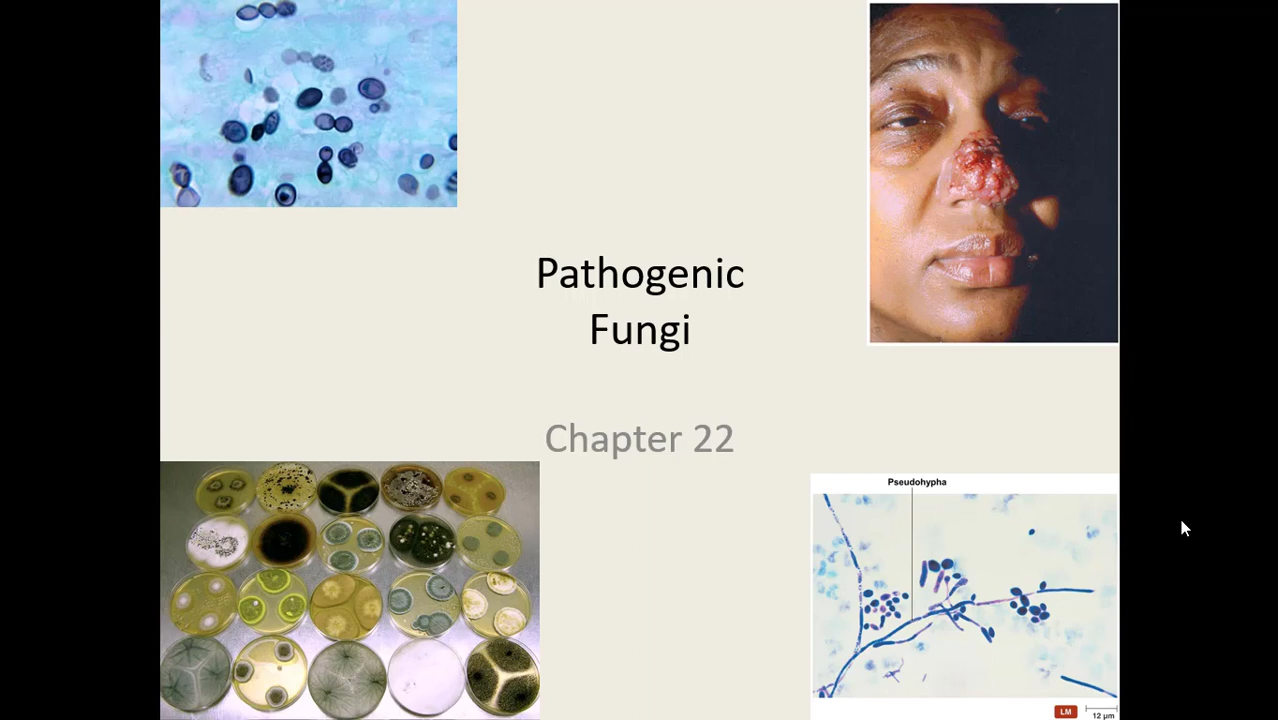 Pathogenic
Fungi
Chapter 22
Pseudohypha
LM
12 µm